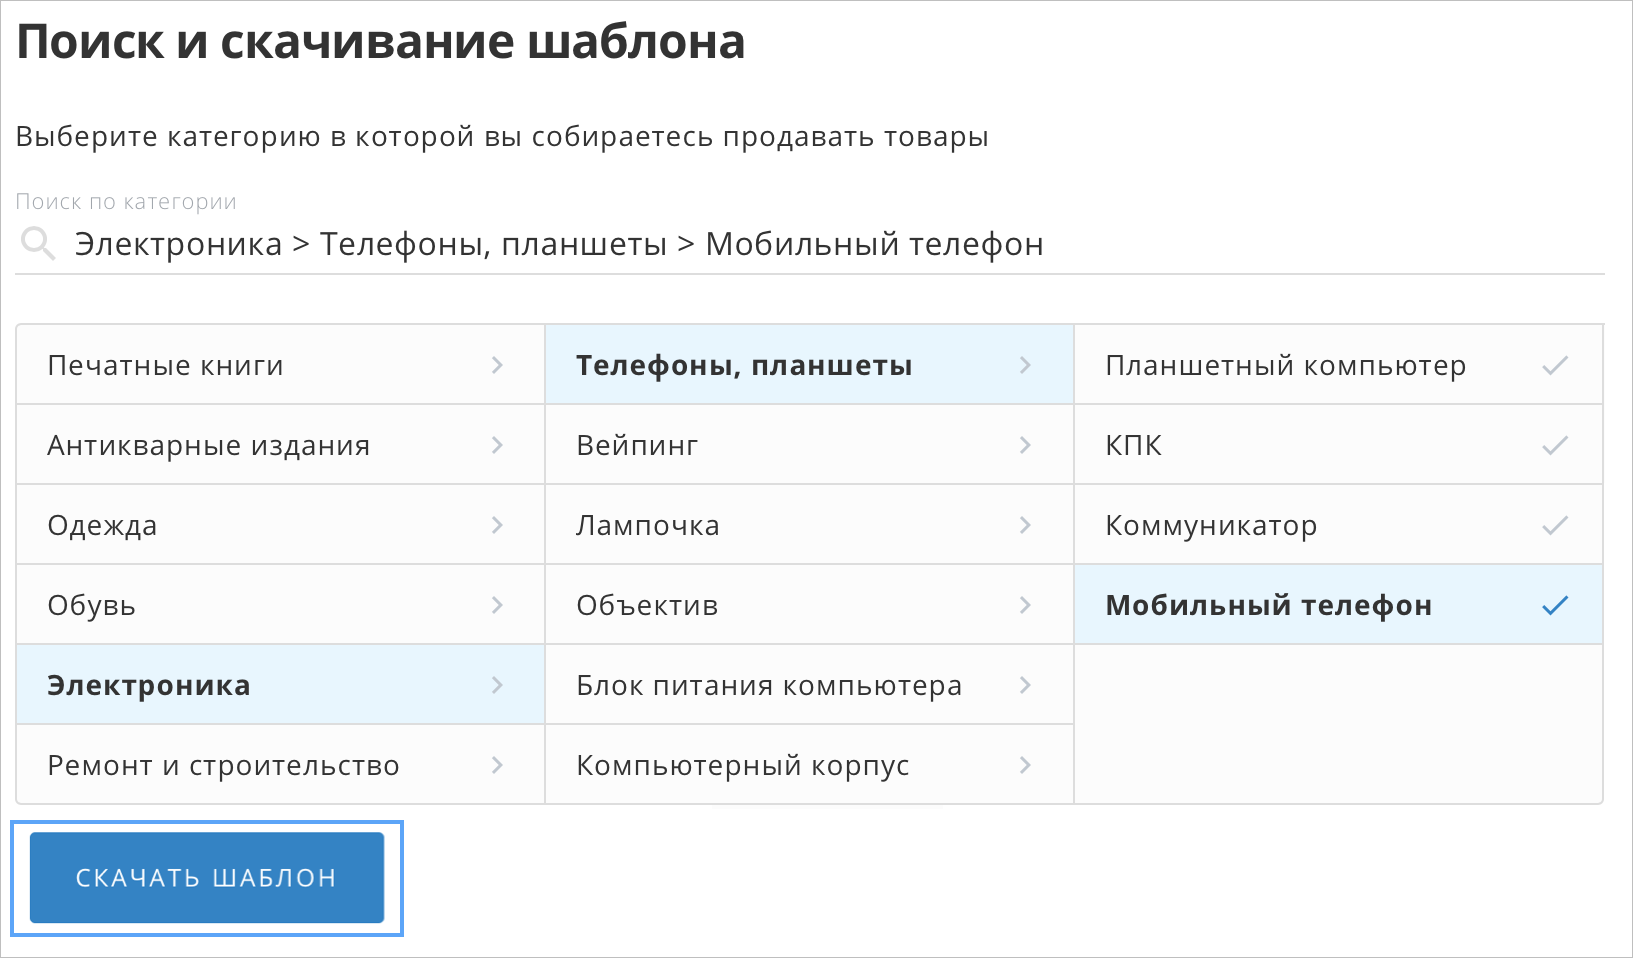 Поиск и скачивание шаблона
Выберите категорию в которой вы собираетесь продавать товары
Поиск по категории
Электроника > Телефоны, планшеты > Мобильный телефон
Печатные книги
Телефоны, планшеты
Планшетный компьютер
Антикварные издания
Вейпинг
КПК
Одежда
Лампочка
Коммуникатор
Обувь
Объектив
Мобильный телефон
Электроника
Блок питания компьютера
Ремонт и строительство
Компьютерный корпус
СКАЧАТЬ ШАБЛОН